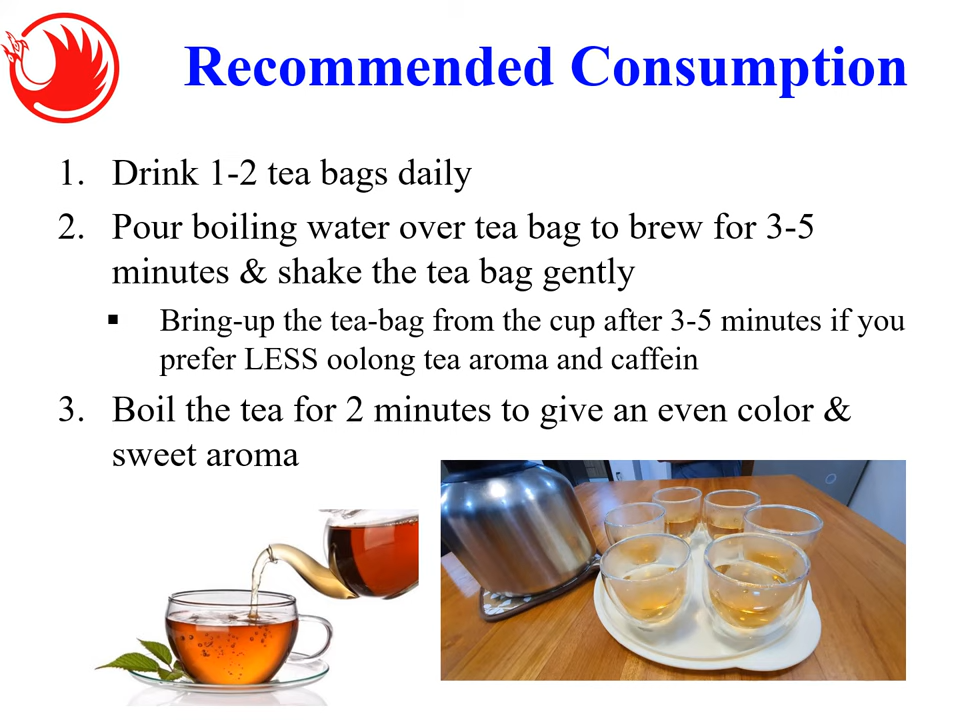 Recommended Consumption
1. Drink 1-2 tea bags daily
2. Pour boiling water over tea bag to brew for 3-5
minutes & shake the tea bag gently
▪ Bring-up the tea-bag from the cup after 3-5 minutes if you
prefer LESS oolong tea aroma and caffein
3. Boil the tea for 2 minutes to give an even color &
sweet aroma